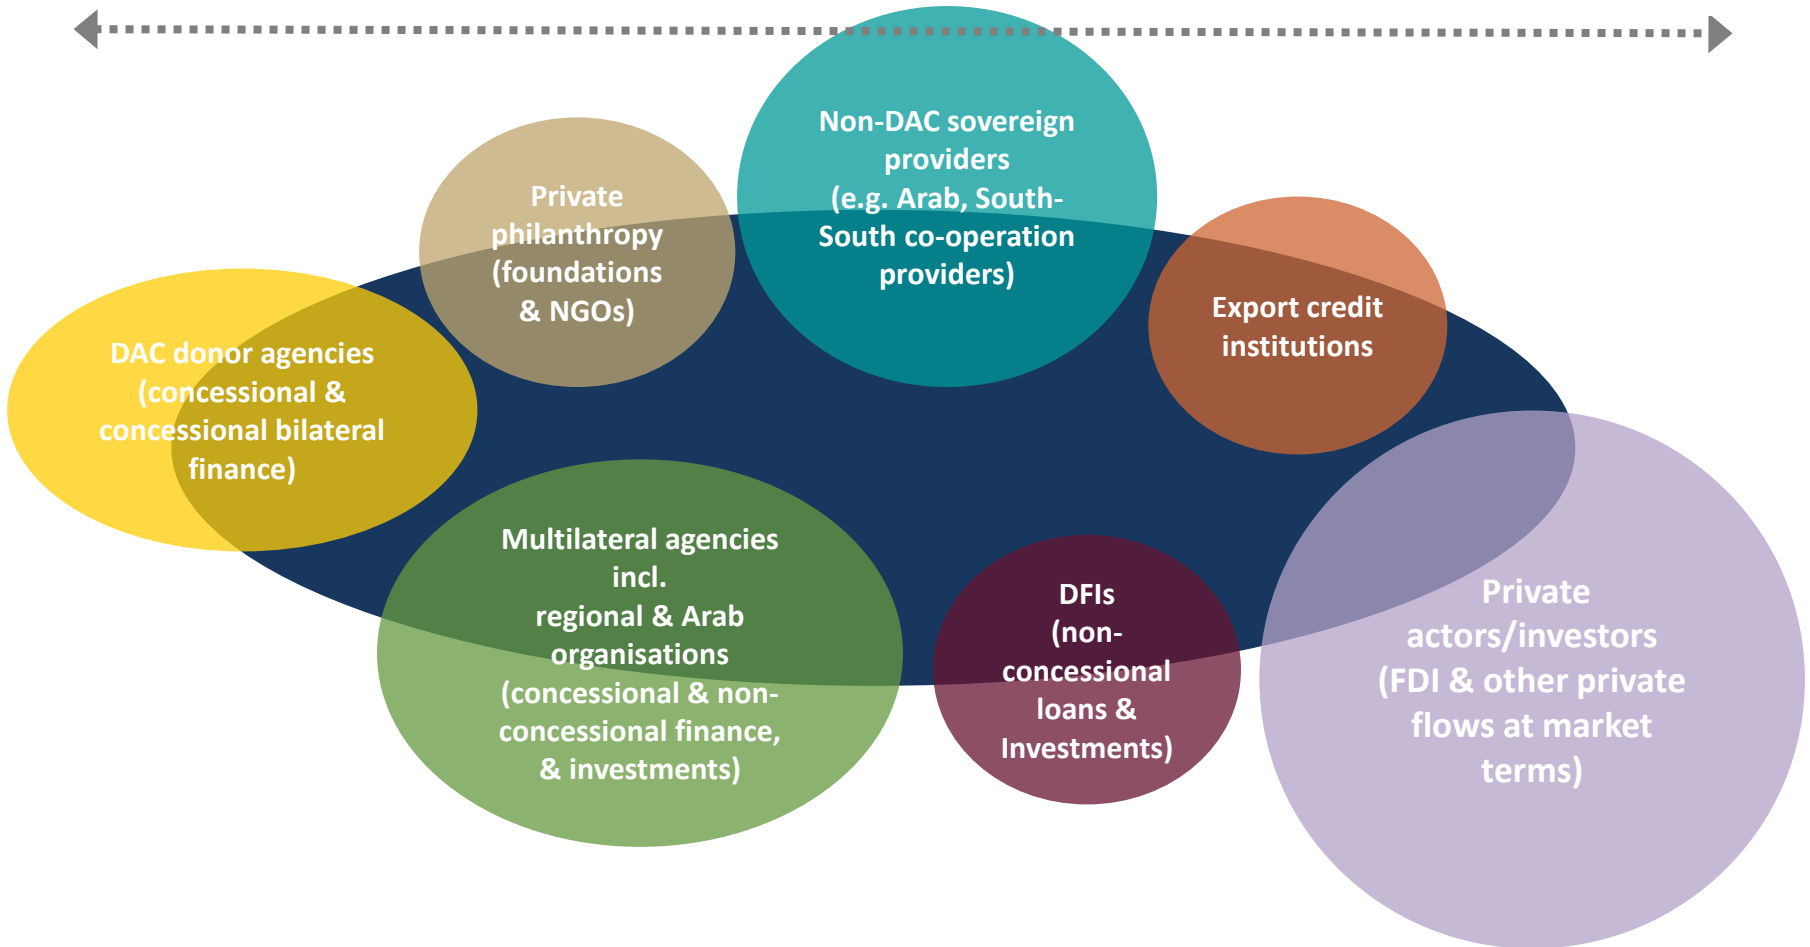 Non-DAC sovereign
providers
(e.g. Arab, South-
South co-operation
providers)
Private
philanthropy
(foundations
& NGOs)
Export credit
institutions
DAC donor agencies
(concessional &
concessional bilateral
finance)
Multilateral agencies
incl.
regional & Arab
organisations
(concessional & non-
concessional finance,
& investments)
DFIs
(non-
concessional
loans &
Investments)
Private
actors/investors
(FDI & other private
flows at market
terms)